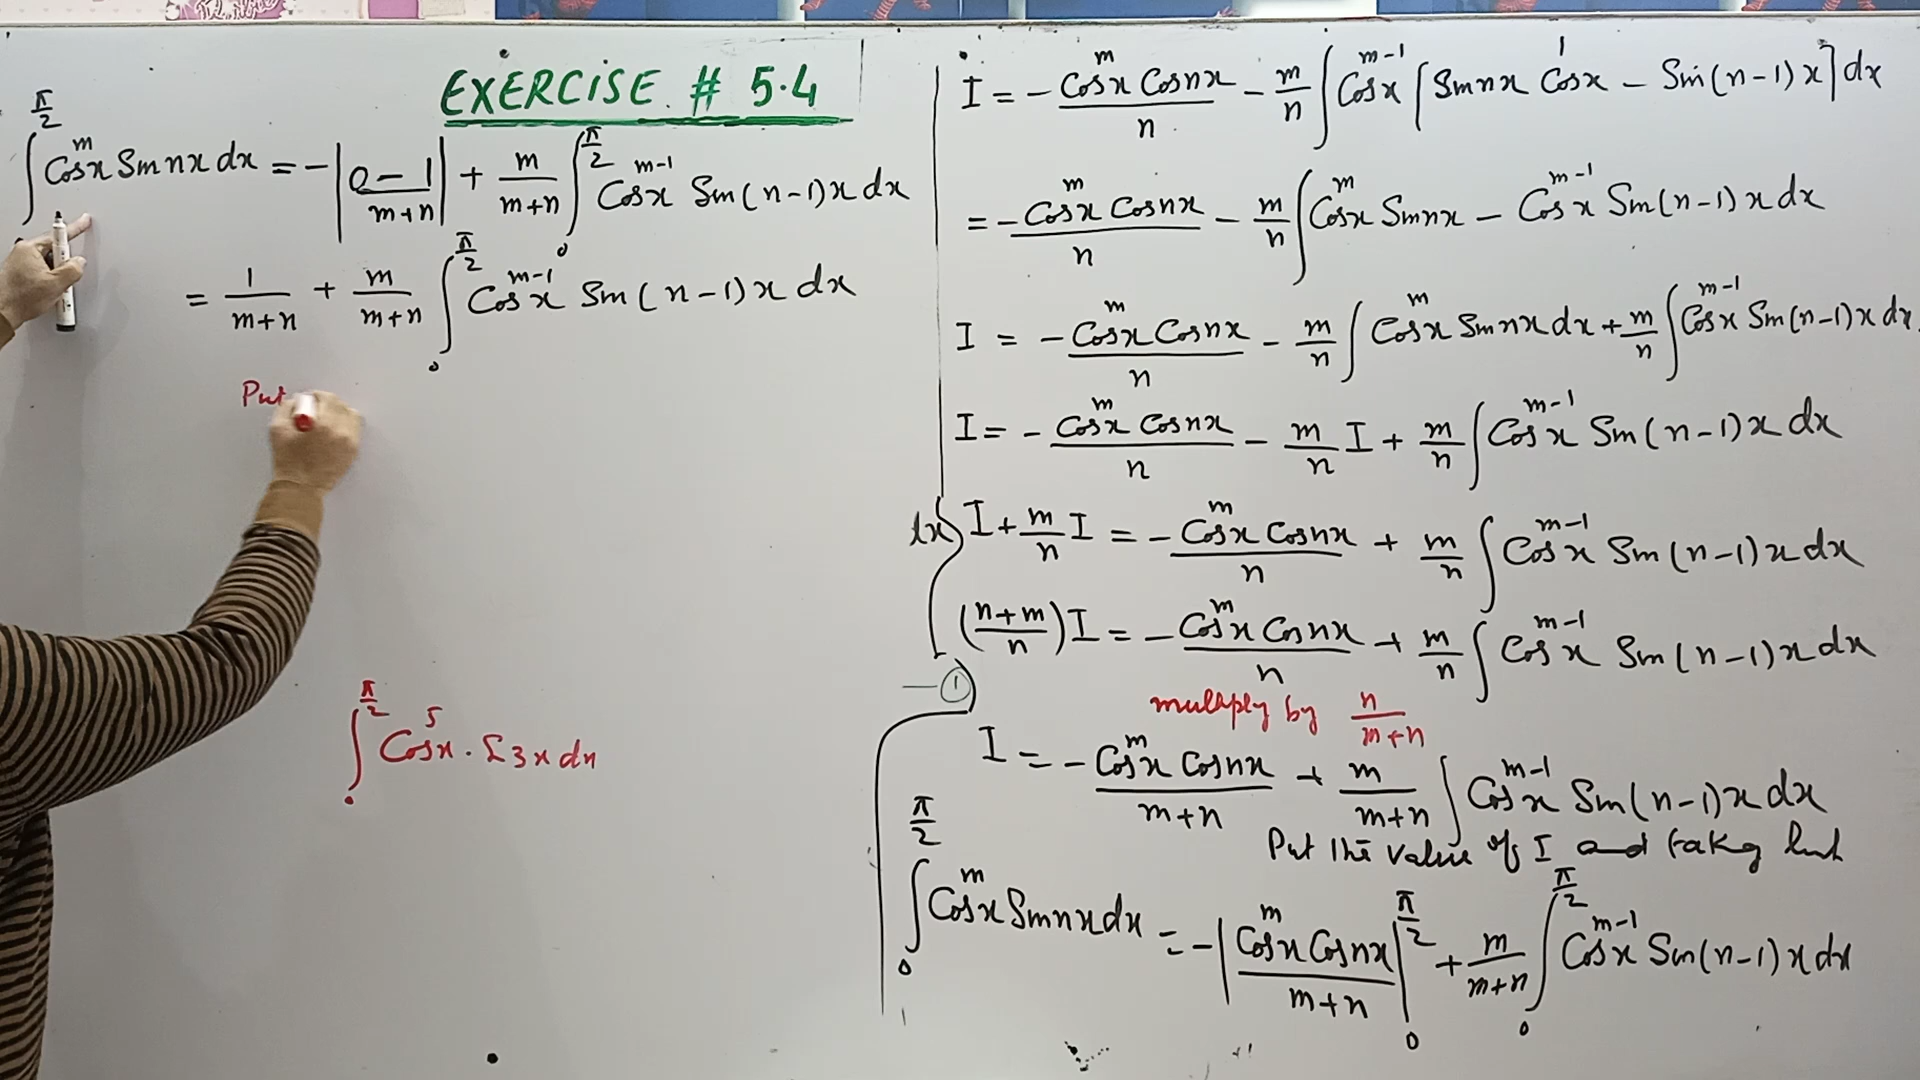 EXERCISE # 5.4
∫₀^(π/2) Cos^m x Sin nx dx = -|(0-1)/(m+n)| + m/(m+n) ∫₀^(π/2) Cos^(m-1) x Sin(n-1)x dx
= 1/(m+n) + m/(m+n) ∫₀^(π/2) Cos^(m-1) x Sin(n-1)x dx
Put
∫₀^(π/2) Cos^5 x . S 3x dx
I = - Cos^m x Cos nx / n - m/n ∫ Cos^(m-1) x [Sin nx Cos^1 x - Sin(n-1)x] dx
= - Cos^m x Cos nx / n - m/n ∫ Cos^m x Sin nx - Cos^(m-1) x Sin(n-1)x dx
I = - Cos^m x Cos nx / n - m/n ∫ Cos^m x Sin nx dx + m/n ∫ Cos^(m-1) x Sin(n-1)x dx.
I = - Cos^m x Cos nx / n - m/n I + m/n ∫ Cos^(m-1) x Sin(n-1)x dx
dx I + m/n I = - Cos^m x Cos nx / n + m/n ∫ Cos^(m-1) x Sin(n-1)x dx
((n+m)/n) I = - Cos^m x Cos nx / n + m/n ∫ Cos^(m-1) x Sin(n-1)x dx
— ①
multiply by n/(m+n)
I = - Cos^m x Cos nx / (m+n) + m/(m+n) ∫ Cos^(m-1) x Sin(n-1)x dx
Put the value of I and
∫₀^(π/2) Cos^m x Sin nx dx = -|Cos^m x Cos nx / (m+n)|₀^(π/2) + m/(m+n) ∫₀^(π/2) Cos^(m-1) x Sin(n-1)x dx